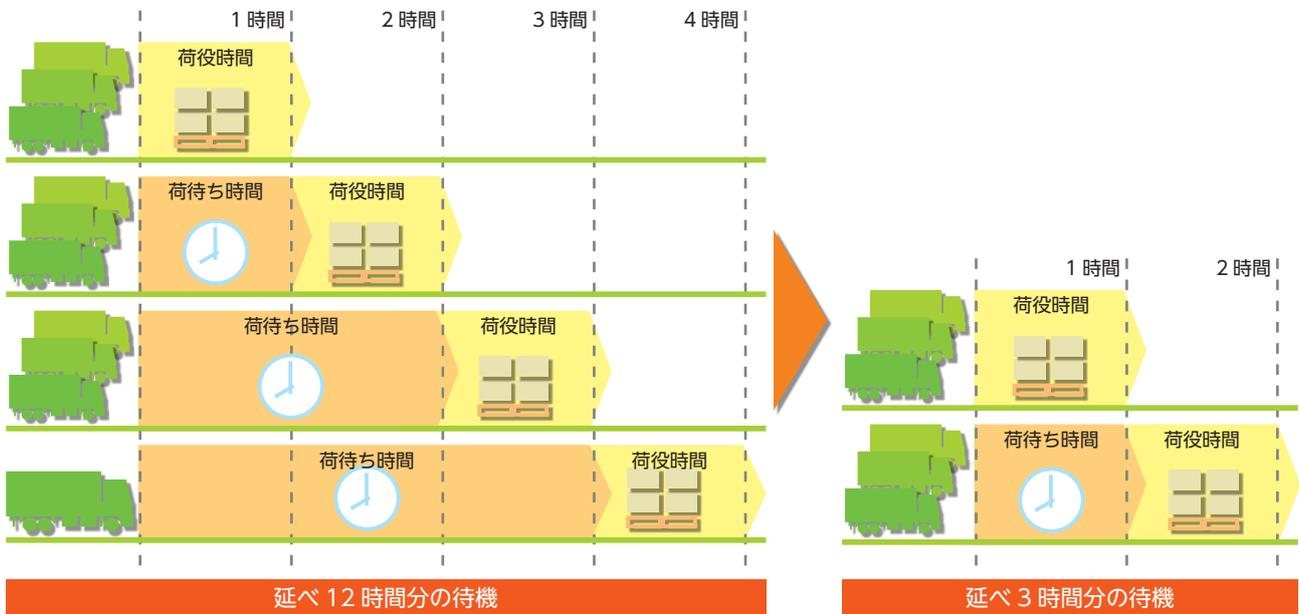 1 時間
2 時間
3 時間
4 時間
荷役時間
荷待ち時間
荷役時間
荷待ち時間
荷役時間
荷待ち時間
荷役時間
延べ 12 時間分の待機
1 時間
2 時間
荷役時間
荷待ち時間
荷役時間
延べ 3 時間分の待機